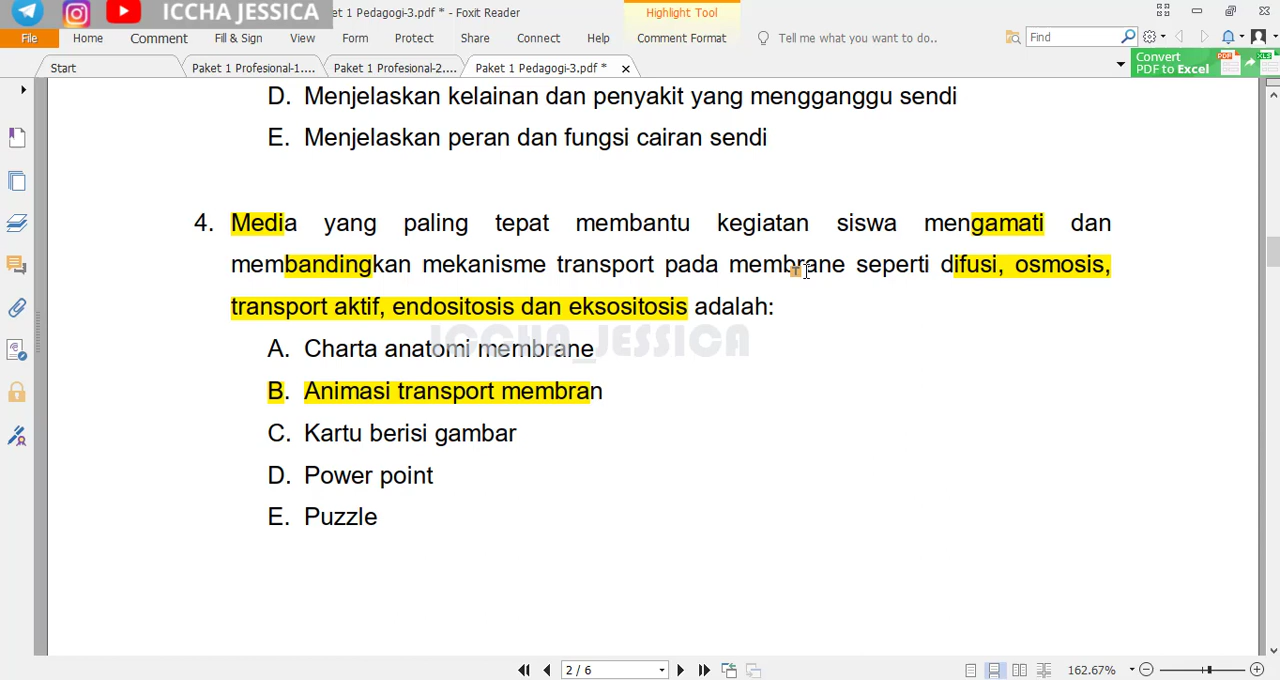 ICCHA JESSICA
et 1 Pedagogi-3.pdf * - Foxit Reader
Highlight Tool
File Home Comment Fill & Sign View Form Protect Share Connect Help Comment Format Tell me what you want to do.. Find
Start Paket 1 Profesional-1.... Paket 1 Profesional-2.... Paket 1 Pedagogi-3.pdf *
Convert
PDF to Excel
D. Menjelaskan kelainan dan penyakit yang mengganggu sendi
E. Menjelaskan peran dan fungsi cairan sendi
4. Media yang paling tepat membantu kegiatan siswa mengamati dan
membandingkan mekanisme transport pada membrane seperti difusi, osmosis,
transport aktif, endositosis dan eksositosis adalah:
ICCHA_JESSICA
A. Charta anatomi membrane
B. Animasi transport membran
C. Kartu berisi gambar
D. Power point
E. Puzzle
2 / 6
162.67%